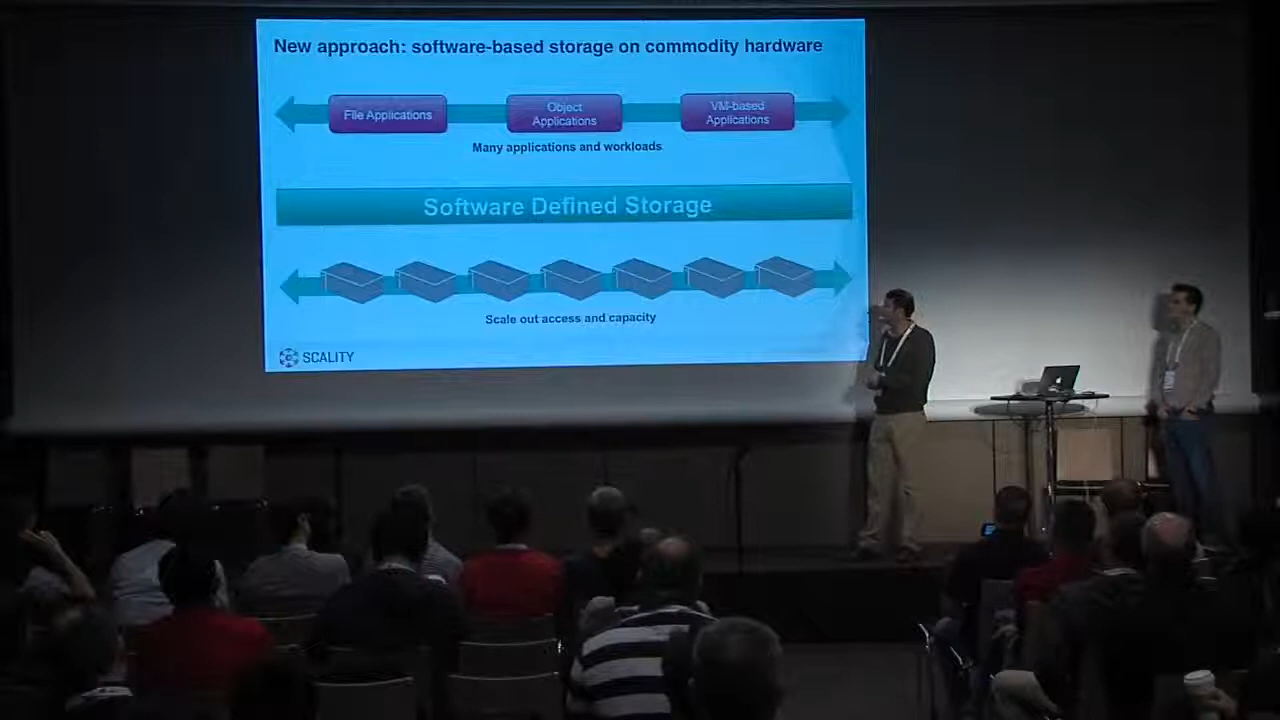 New approach: software-based storage on commodity hardware
File Applications
Object
Applications
VM-based
Applications
Many applications and workloads
Software Defined Storage
Scale out access and capacity
SCALITY